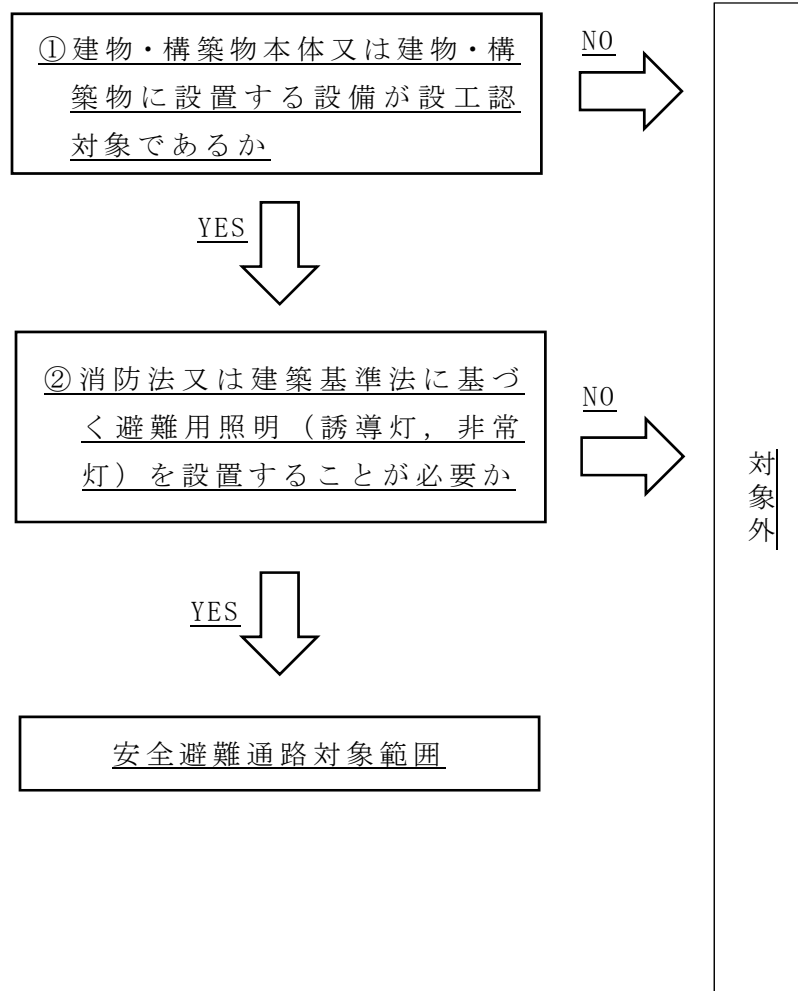 ①建物・構築物本体又は建物・構
築物に設置する設備が設工認
対象であるか
NO
YES
②消防法又は建築基準法に基づ
く避難用照明（誘導灯，非常
灯）を設置することが必要か
NO
対象外
YES
安全避難通路対象範囲